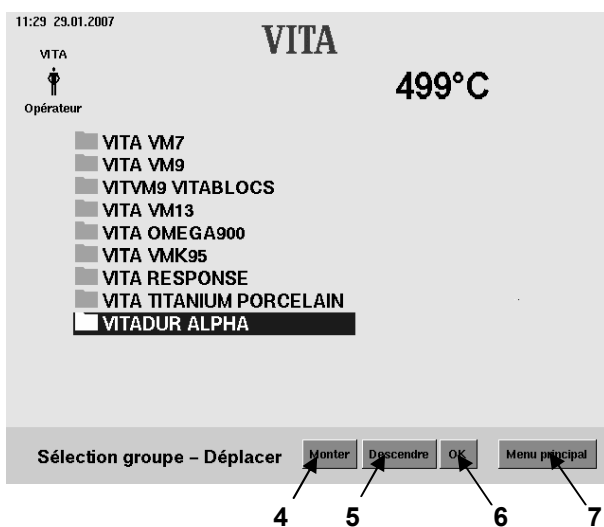 11:29 29.01.2007
VITA
VITA
499°C
Opérateur
VITA VM7
VITA VM9
VITVM9 VITABLOCS
VITA VM13
VITA OMEGA900
VITA VMK95
VITA RESPONSE
VITA TITANIUM PORCELAIN
VITADUR ALPHA
Sélection groupe – Déplacer Monter Descendre OK Menu principal
4 5 6 7